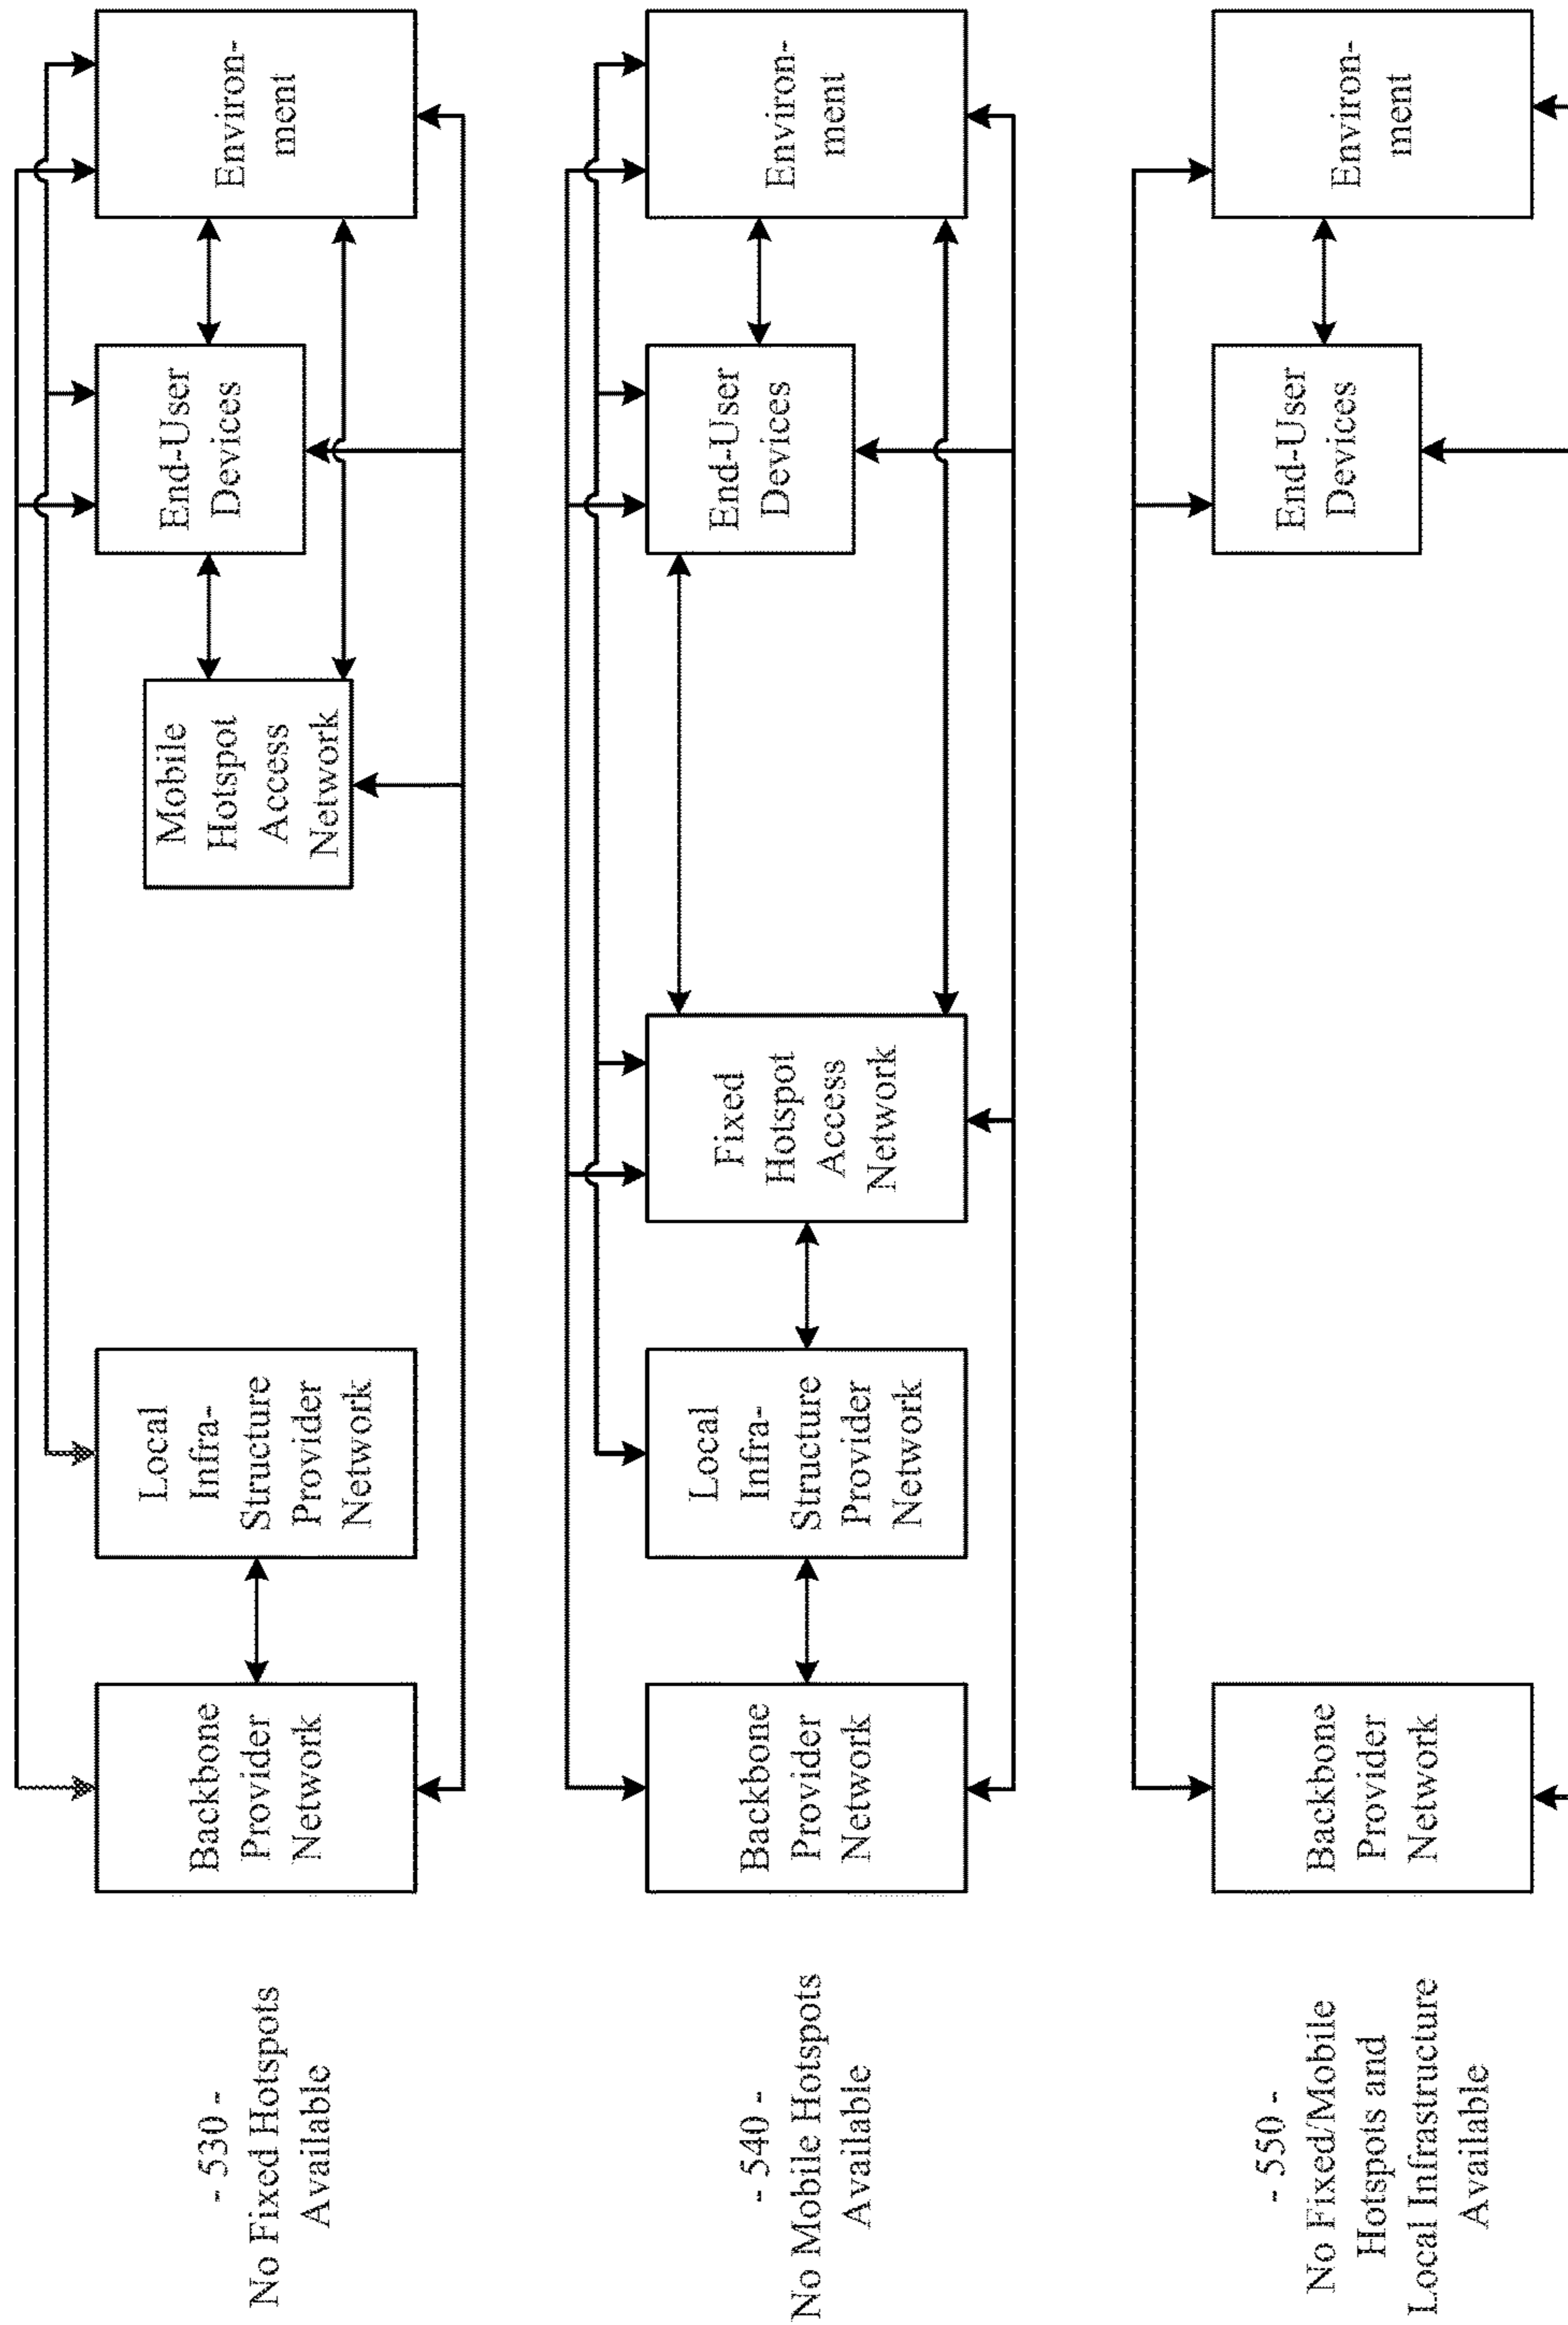 - 530 -
No Fixed Hotspots
Available
Backbone
Provider
Network
Local
Infra-
Structure
Provider
Network
Mobile
Hotspot
Access
Network
End-User
Devices
Environ-
ment
- 540 -
No Mobile Hotspots
Available
Backbone
Provider
Network
Local
Infra-
Structure
Provider
Network
Fixed
Hotspot
Access
Network
End-User
Devices
Environ-
ment
- 550 -
No Fixed/Mobile
Hotspots and
Local Infrastructure
Available
Backbone
Provider
Network
End-User
Devices
Environ-
ment